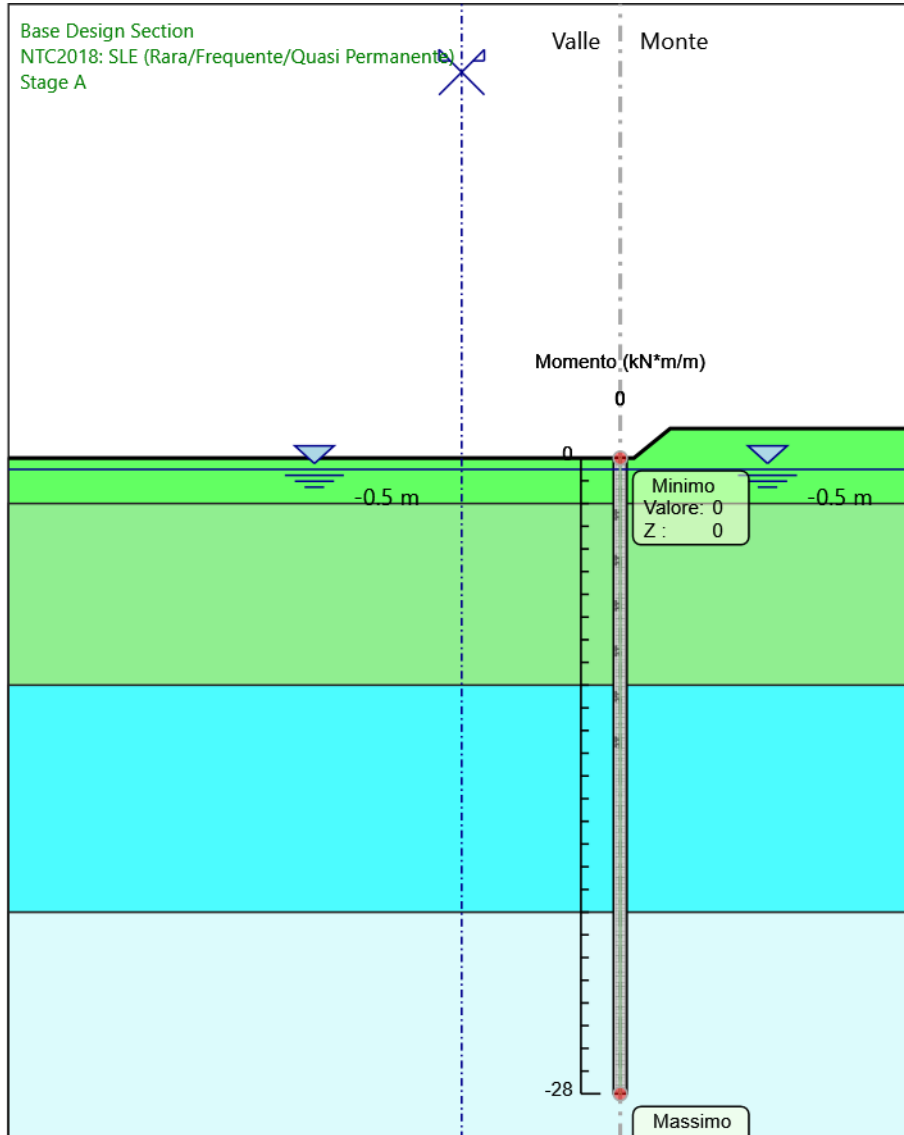 Base Design Section
NTC2018: SLE (Rara/Frequente/Quasi Permanente)
Stage A
Valle
Monte
Momento (kN*m/m)
0
0
Minimo
Valore: 0
Z : 0
-0.5 m
-0.5 m
-28
Massimo